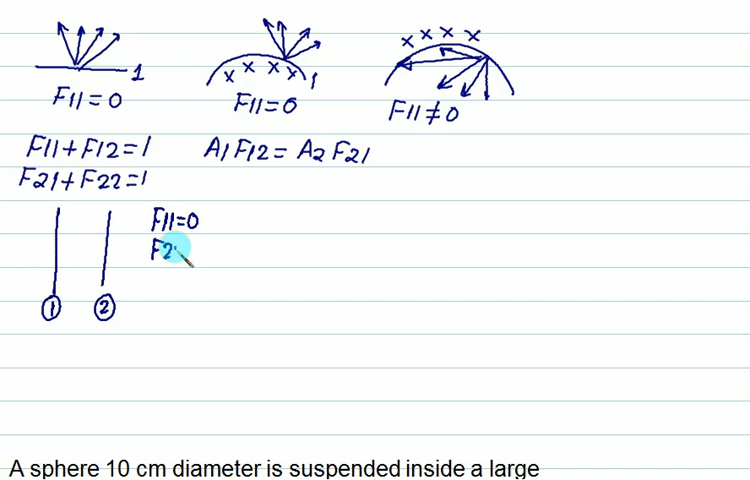 1 1
F11=0 F11=0 F11≠0
F11+F12=1 A1F12=A2F21
F21+F22=1
F11=0
F2
1 2
A sphere 10 cm diameter is suspended inside a large